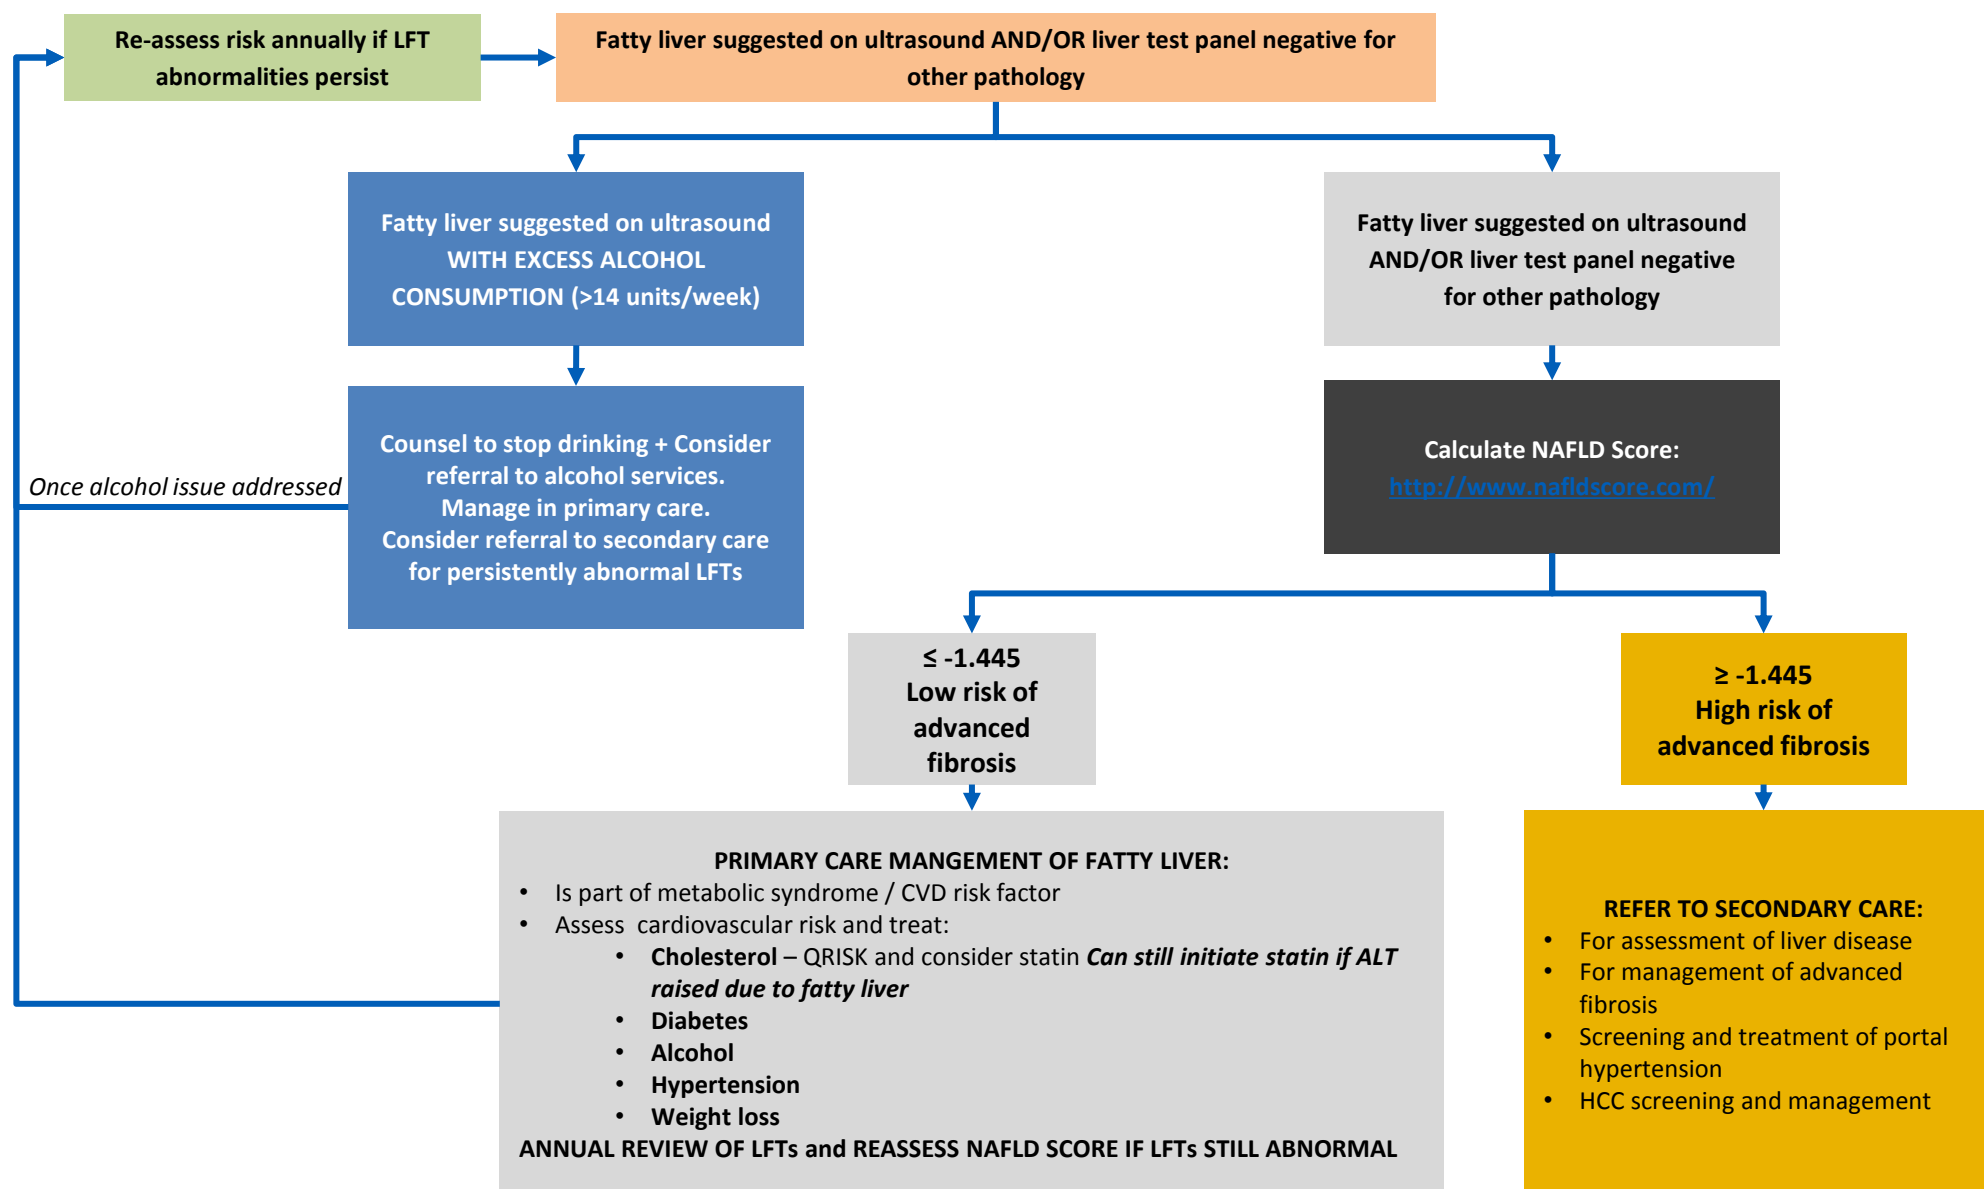 Re-assess risk annually if LFT
abnormalities persist
Fatty liver suggested on ultrasound AND/OR liver test panel negative for
other pathology
Fatty liver suggested on ultrasound
WITH EXCESS ALCOHOL
CONSUMPTION (>14 units/week)
Fatty liver suggested on ultrasound
AND/OR liver test panel negative
for other pathology
Counsel to stop drinking + Consider
referral to alcohol services.
Manage in primary care.
Consider referral to secondary care
for persistently abnormal LFTs
Once alcohol issue addressed
Calculate NAFLD Score:
http://www.nafldscore.com/
≤ -1.445
Low risk of
advanced
fibrosis
≥ -1.445
High risk of
advanced fibrosis
PRIMARY CARE MANGEMENT OF FATTY LIVER:
• Is part of metabolic syndrome / CVD risk factor
• Assess cardiovascular risk and treat:
• Cholesterol – QRISK and consider statin Can still initiate statin if ALT
raised due to fatty liver
• Diabetes
• Alcohol
• Hypertension
• Weight loss
ANNUAL REVIEW OF LFTs and REASSESS NAFLD SCORE IF LFTs STILL ABNORMAL
REFER TO SECONDARY CARE:
• For assessment of liver disease
• For management of advanced
fibrosis
• Screening and treatment of portal
hypertension
• HCC screening and management